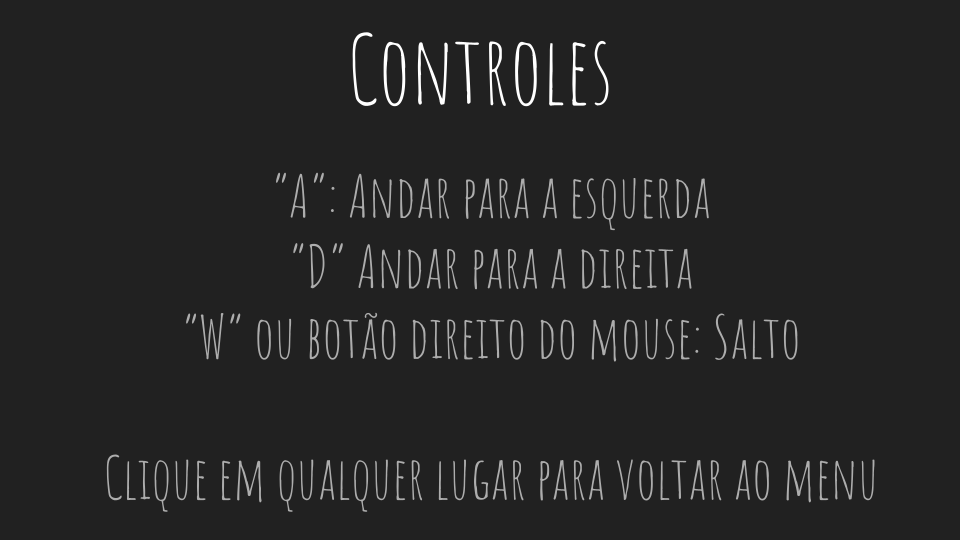 Controles
"A": Andar para a esquerda
"D" Andar para a direita
"W" ou botão direito do mouse: Salto
Clique em qualquer lugar para voltar ao menu